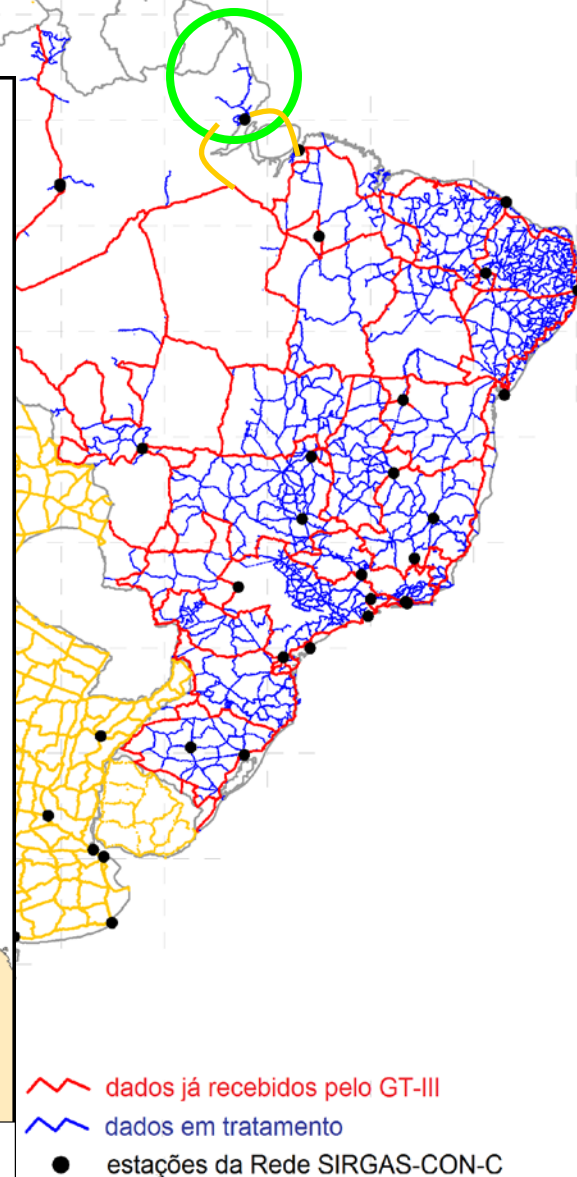 dados já recebidos pelo GT-III
dados em tratamento
estações da Rede SIRGAS-CON-C